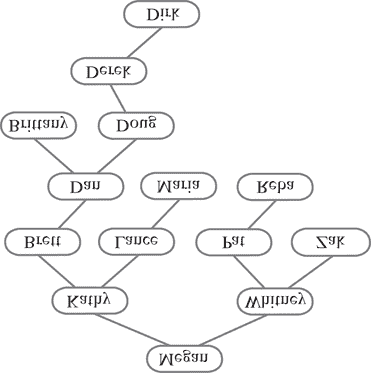 Dirk
Derek
Brittany Doug
Dan Maria Reba
Brett Lance Pat Zak
Kathy Whitney
Megan